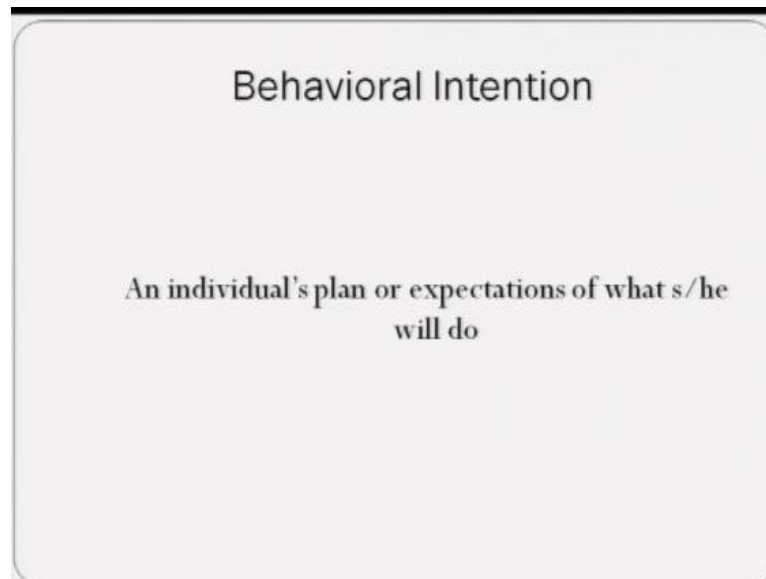 Behavioral Intention
An individual's plan or expectations of what s/he
will do